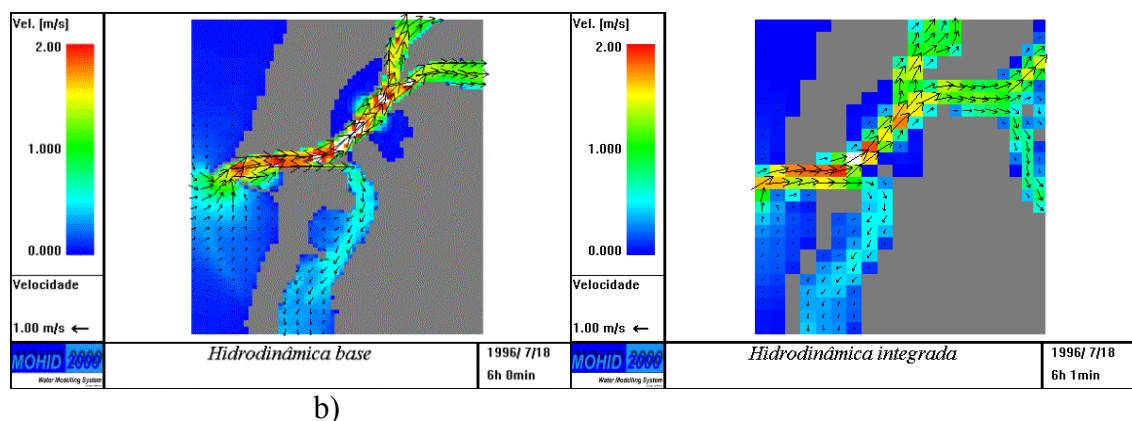 Vel. [m/s]
2.00
1.000
0.000
Velocidade
1.00 m/s
MOHID 2000
Water Modelling System
Hidrodinâmica base
1996/ 7/18
6h 0min
Vel. [m/s]
2.00
1.000
0.000
Velocidade
1.00 m/s
MOHID 2000
Water Modelling System
Hidrodinâmica integrada
1996/ 7/18
6h 1min
b)